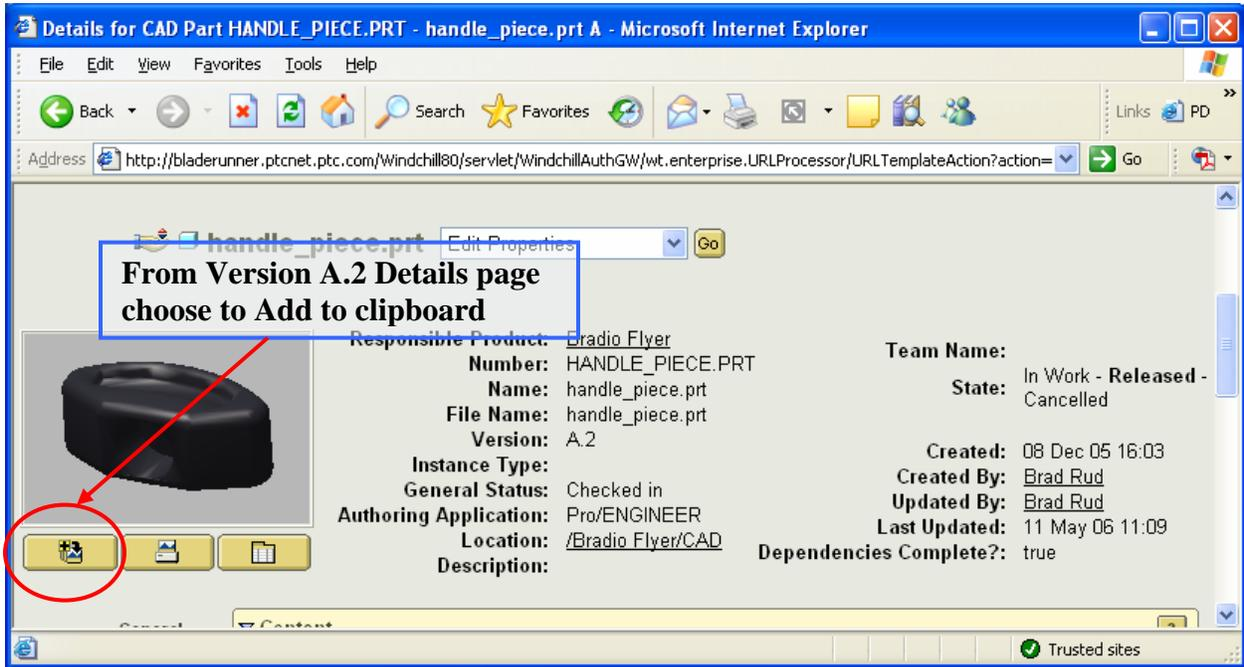 Details for CAD Part HANDLE_PIECE.PRT - handle_piece.prt A - Microsoft Internet Explorer
File Edit View Favorites Tools Help
Back Search Favorites Links PD
Address http://bladerunner.ptcnet.ptc.com/Windchill80/servlet/WindchillAuthGW/wt.enterprise.URLProcessor/URLTemplateAction?action= Go
handle_piece.prt Edit Properties Go
From Version A.2 Details page
choose to Add to clipboard
Responsible Product: Bradio Flyer
Number: HANDLE_PIECE.PRT
Name: handle_piece.prt
File Name: handle_piece.prt
Version: A.2
Instance Type:
General Status: Checked in
Authoring Application: Pro/ENGINEER
Location: /Bradio Flyer/CAD
Description:
Team Name:
State: In Work - Released -
Cancelled
Created: 08 Dec 05 16:03
Created By: Brad Rud
Updated By: Brad Rud
Last Updated: 11 May 06 11:09
Dependencies Complete?: true
General Content
Trusted sites